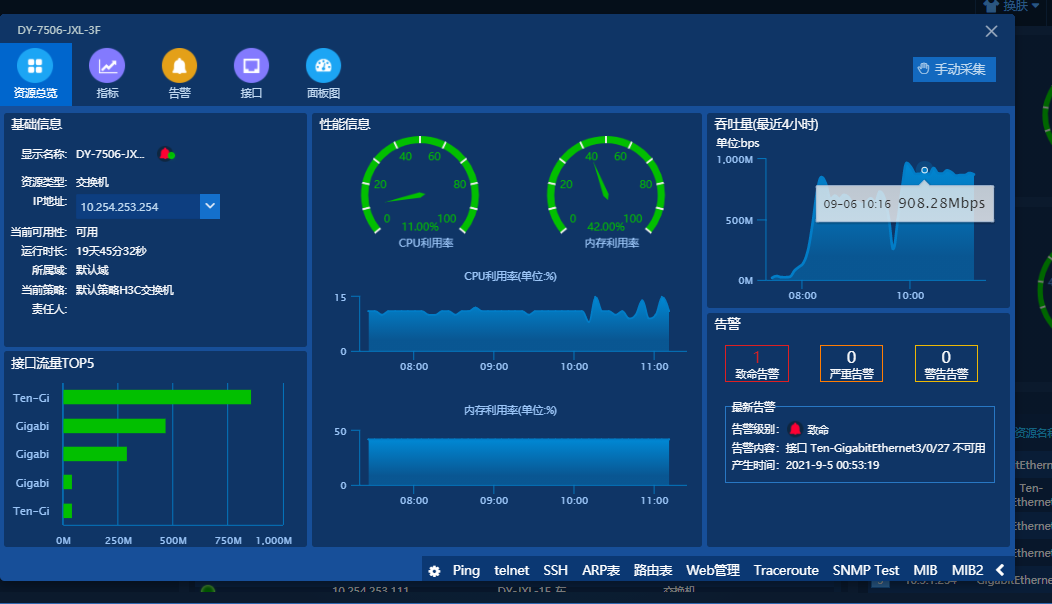 换肤
DY-7506-JXL-3F
资源总览
指标
告警
接口
面板图
手动采集
基础信息
显示名称: DY-7506-JX...
资源类型: 交换机
IP地址: 10.254.253.254
当前可用性: 可用
运行时长: 19天45分32秒
所属域: 默认域
当前策略: 默认策略H3C交换机
责任人:
接口流量TOP5
Ten-Gi
Gigabi
Gigabi
Gigabi
Ten-Gi
0M 250M 500M 750M 1,000M
性能信息
0 20 40 60 80 100
11.00%
CPU利用率
0 20 40 60 80 100
42.00%
内存利用率
CPU利用率(单位:%)
15
0
08:00 09:00 10:00 11:00
内存利用率(单位:%)
50
0
08:00 09:00 10:00 11:00
吞吐量(最近4小时)
单位:bps
1,000M
500M
0M
09-06 10:16 908.28Mbps
08:00 10:00
告警
1
致命告警
0
严重告警
0
警告告警
最新告警
告警级别: 致命
告警内容: 接口 Ten-GigabitEthernet3/0/27 不可用
产生时间: 2021-9-5 00:53:19
Ping telnet SSH ARP表 路由表 Web管理 Traceroute SNMP Test MIB MIB2
资源名称
tEthernet
Ten-
Ethernet
Ethernet
Ethernet
10.254.253.111
交换机